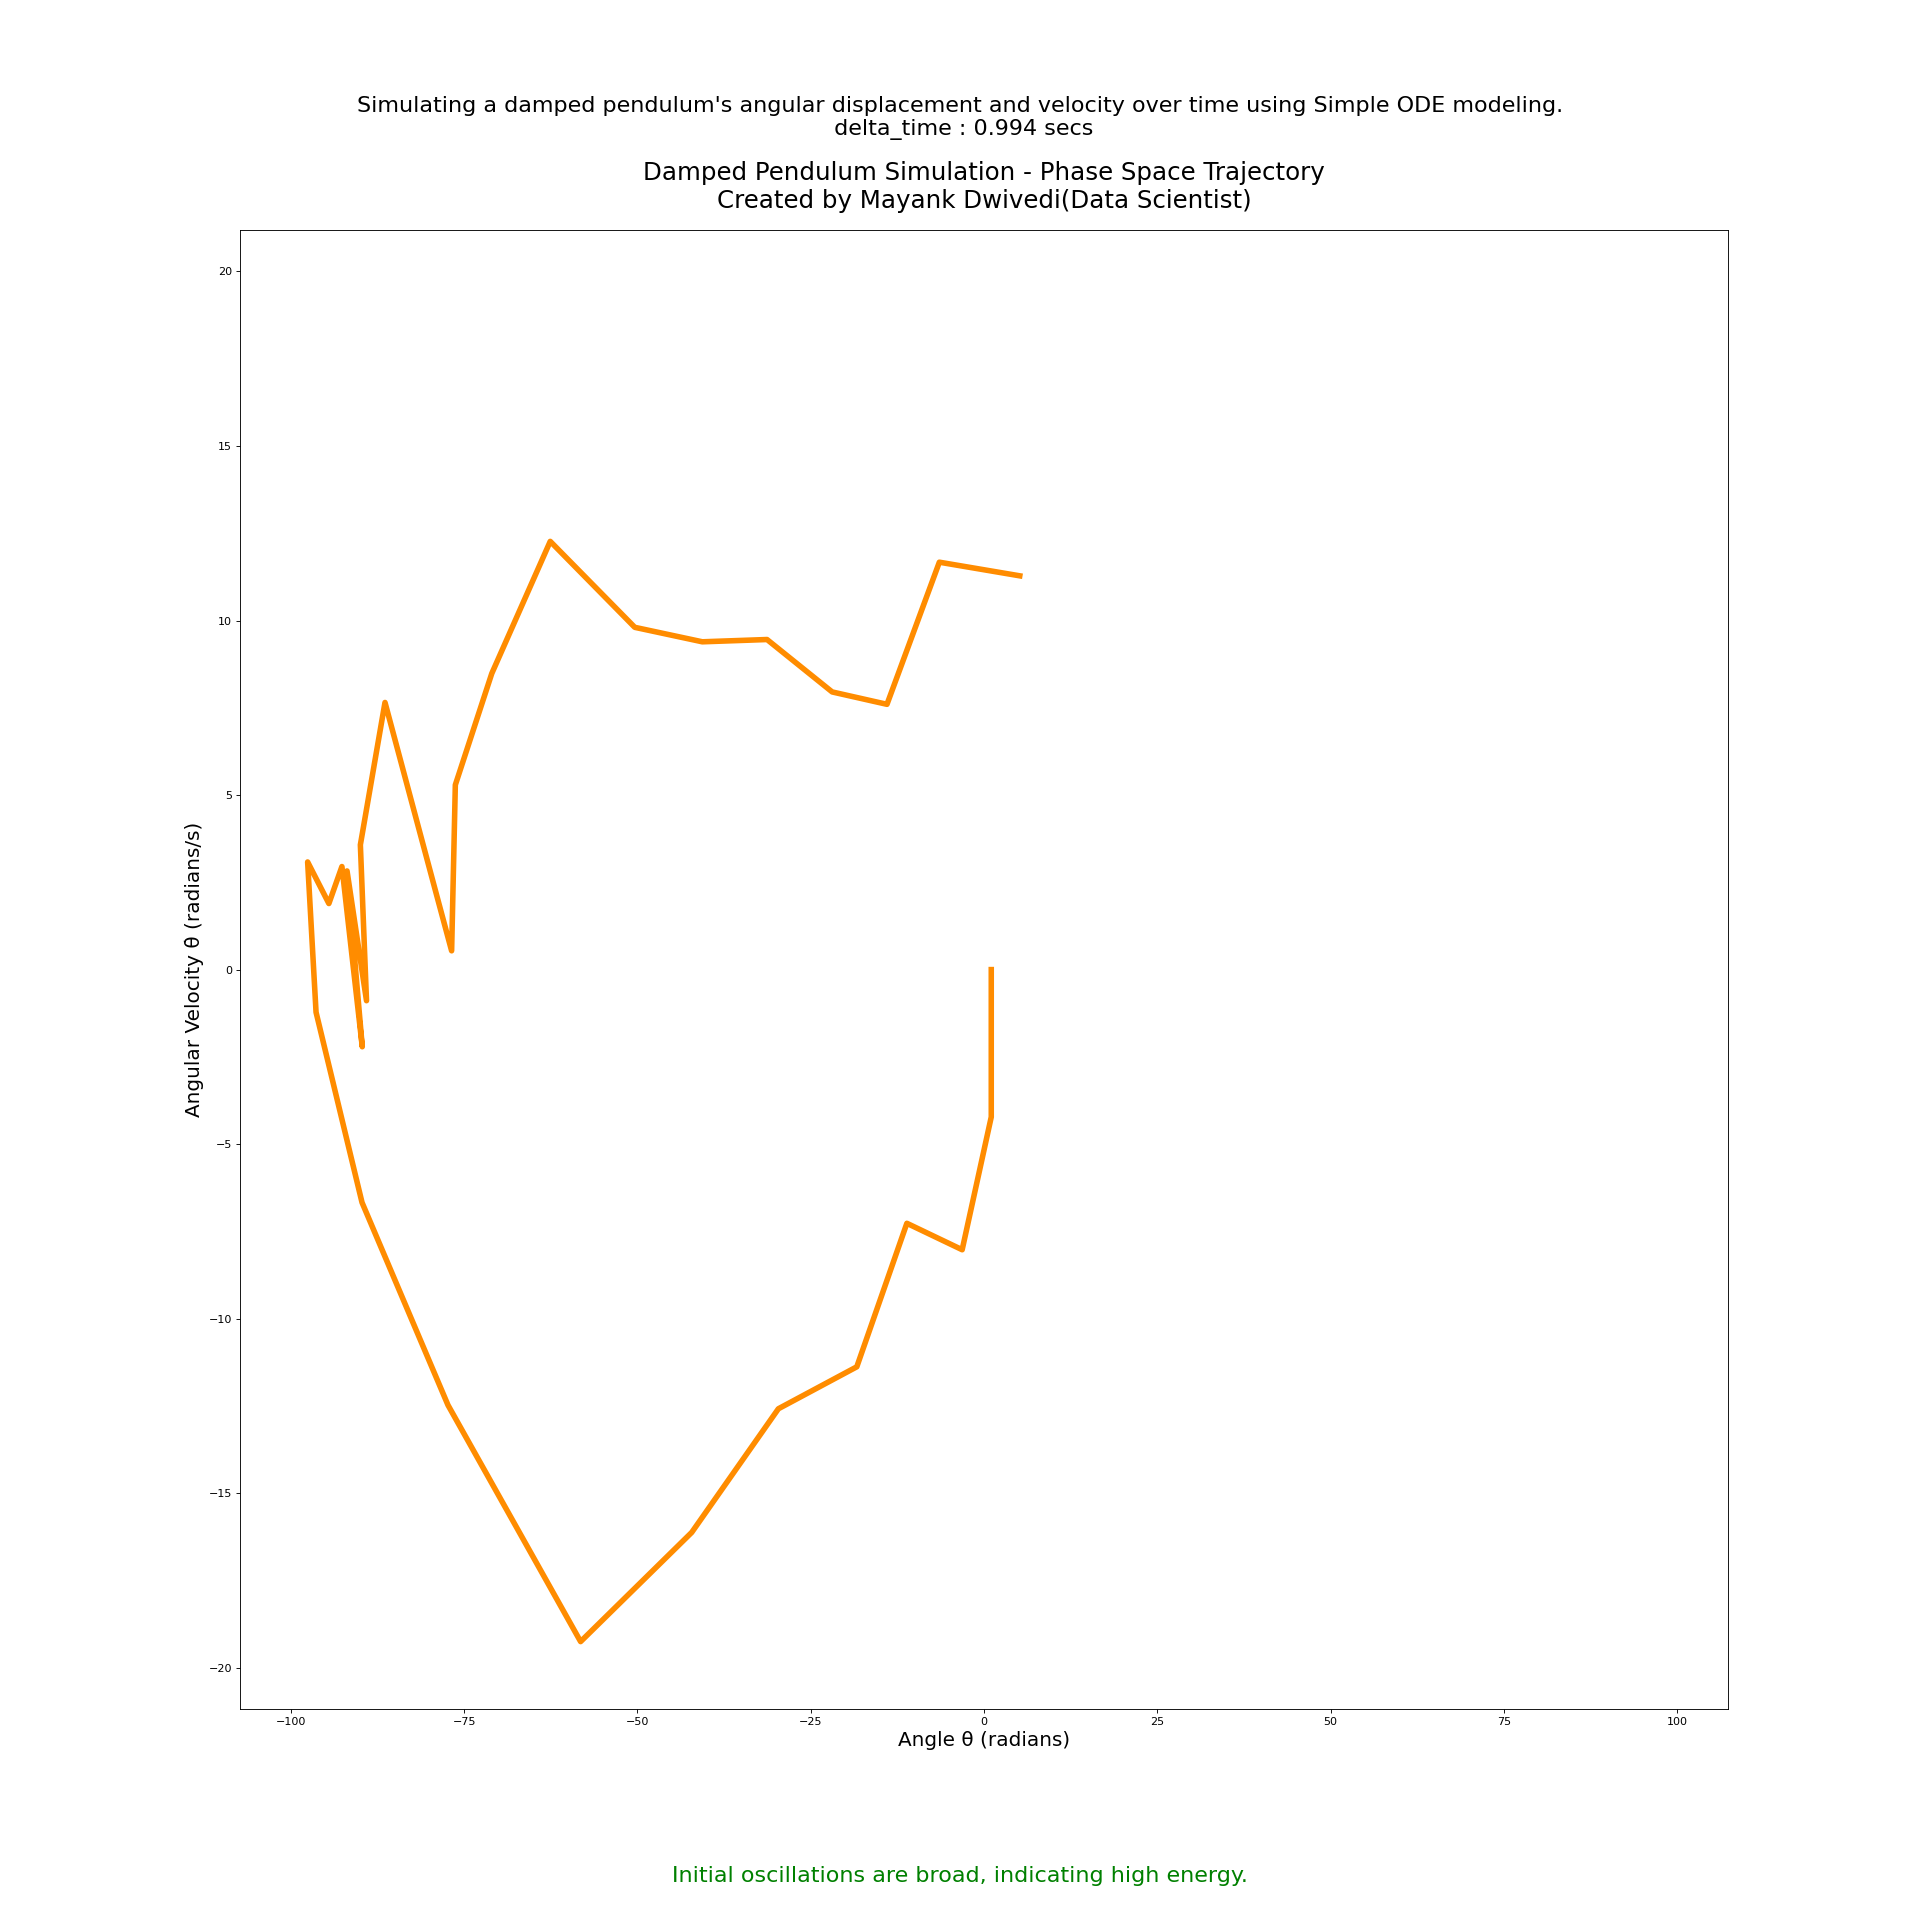 Simulating a damped pendulum's angular displacement and velocity over time using Simple ODE modeling.
delta_time : 0.994 secs
Damped Pendulum Simulation - Phase Space Trajectory
Created by Mayank Dwivedi(Data Scientist)
20
15
10
5
0
−5
−10
−15
−20
Angular Velocity θ (radians/s)
−100
−75
−50
−25
0
25
50
75
100
Angle θ (radians)
Initial oscillations are broad, indicating high energy.